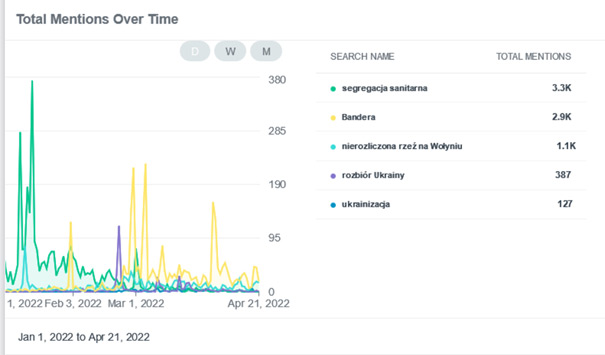 Total Mentions Over Time
D W M
SEARCH NAME TOTAL MENTIONS
380
285
190
95
0
segregacja sanitarna 3.3K
Bandera 2.9K
nierozliczona rzeź na Wołyniu 1.1K
rozbiór Ukrainy 387
ukrainizacja 127
1, 2022 Feb 3, 2022 Mar 1, 2022 Apr 21, 2022
Jan 1, 2022 to Apr 21, 2022